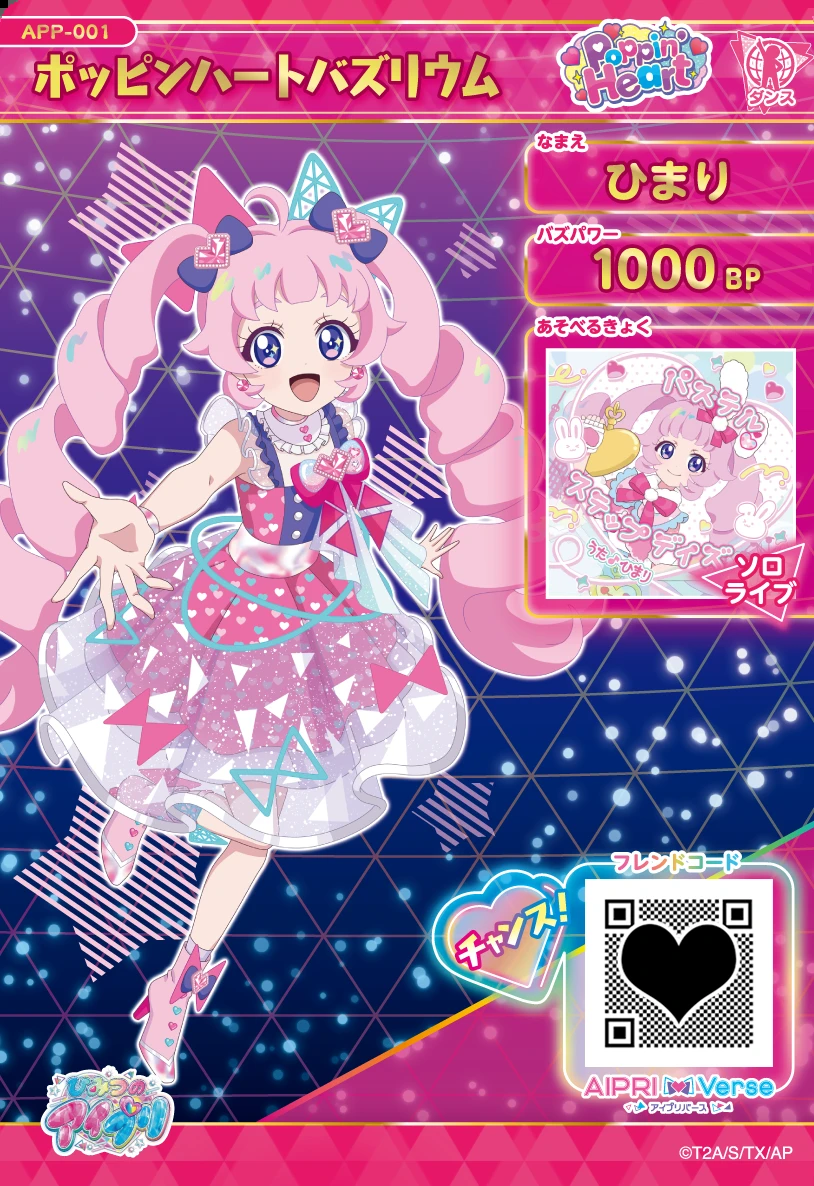 APP-001
ポッピンハートバズリウム
Poppin'
Heart
ダンス
なまえ
ひまり
バズパワー
1000 BP
あそべるきょく
パステル
ステップデイズ
うた♪ひまり
ソロ
ライブ
フレンドコード
チャンス!
AIPRI Verse
アイプリバース
ひみつの
アイプリ
©T2A/S/TX/AP